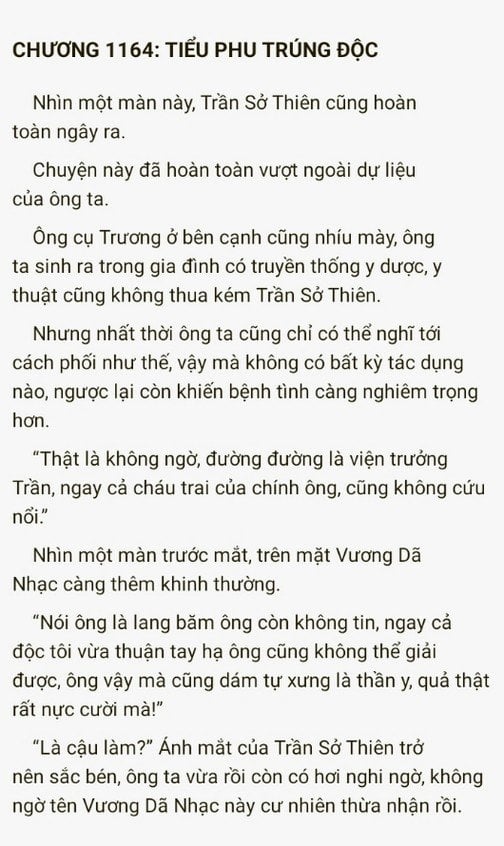 CHƯƠNG 1164: TIỂU PHU TRÚNG ĐỘC
Nhìn một màn này, Trần Sở Thiên cũng hoàn
toàn ngây ra.
Chuyện này đã hoàn toàn vượt ngoài dự liệu
của ông ta.
Ông cụ Trương ở bên cạnh cũng nhíu mày, ông
ta sinh ra trong gia đình có truyền thống y dược, y
thuật cũng không thua kém Trần Sở Thiên.
Nhưng nhất thời ông ta cũng chỉ có thể nghĩ tới
cách phối như thế, vậy mà không có bất kỳ tác dụng
nào, ngược lại còn khiến bệnh tình càng nghiêm trọng
hơn.
“Thật là không ngờ, đường đường là viện trưởng
Trần, ngay cả cháu trai của chính ông, cũng không cứu
nổi.”
Nhìn một màn trước mắt, trên mặt Vương Dã
Nhạc càng thêm khinh thường.
“Nói ông là lang băm ông còn không tin, ngay cả
độc tôi vừa thuận tay hạ ông cũng không thể giải
được, ông vậy mà cũng dám tự xưng là thần y, quả thật
rất nực cười mà!”
“Là cậu làm?” Ánh mắt của Trần Sở Thiên trở
nên sắc bén, ông ta vừa rồi còn có hơi nghi ngờ, không
ngờ tên Vương Dã Nhạc này cư nhiên thừa nhận rồi.